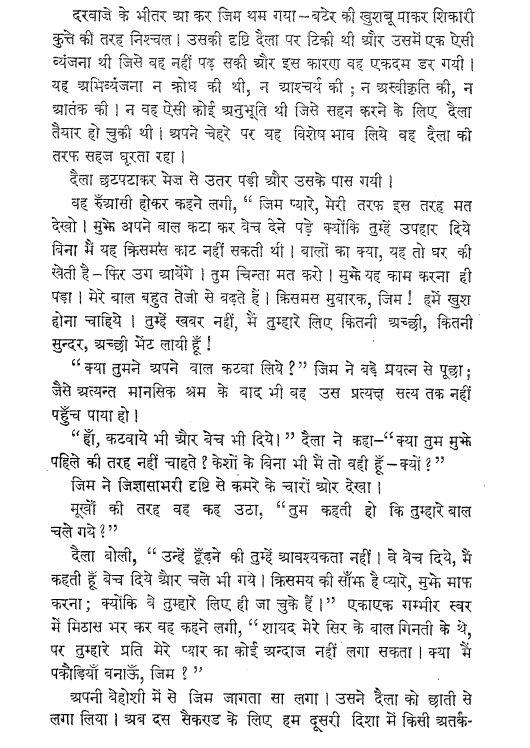 दरवाजे के भीतर आ कर जिम थम गया–बटेर की खुशबू पाकर शिकारी
कुत्ते की तरह निश्चल। उसकी दृष्टि दैला पर टिकी थी और उसमें एक ऐसी
व्यंजना थी जिसे वह नहीं पढ़ सकी और इस कारण वह एकदम डर गयी।
यह अभिव्यंजना न क्रोध की थी, न आश्चर्य की ; न अस्वीकृति की, न
आतंक की। न वह ऐसी कोई अनुभूति थी जिसे सहन करने के लिए दैला
तैयार हो चुकी थी। अपने चेहरे पर यह विशेष भाव लिये वह दैला की
तरफ सहज घूरता रहा।
दैला छटपटाकर मेज से उतर पड़ी और उसके पास गयी।
वह रुँआसी होकर कहने लगी, “ जिम प्यारे, मेरी तरफ इस तरह मत
देखो। मुझे अपने बाल कटा कर बेच देने पड़े क्योंकि तुम्हें उपहार दिये
बिना मैं यह क्रिसमस काट नहीं सकती थी। बालों का क्या, यह तो घर की
खेती है–फिर उग आयेंगे। तुम चिन्ता मत करो। मुझे यह काम करना ही
पड़ा। मेरे बाल बहुत तेजी से बढ़ते हैं। किसमस मुबारक, जिम! हमें खुश
होना चाहिये। तुम्हें खबर नहीं, मैं तुम्हारे लिए कितनी अच्छी, कितनी
सुन्दर, अच्छी भेंट लायी हूँ!
“क्या तुमने अपने बाल कटवा लिये?” जिम ने बड़े प्रयत्न से पूछा;
जैसे अत्यन्त मानसिक श्रम के बाद भी वह उस प्रत्यक्ष सत्य तक नहीं
पहुँच पाया हो।
“हाँ, कटवाये भी और बेच भी दिये।” दैला ने कहा–“क्या तुम मुझे
पहिले की तरह नहीं चाहते? केशों के बिना भी मैं तो वही हूँ–क्यों?”
जिम ने जिज्ञासाभरी दृष्टि से कमरे के चारों ओर देखा।
मूर्खों की तरह वह कह उठा, “तुम कहती हो कि तुम्हारे बाल
चले गये?”
दैला बोली, “ उन्हें ढूँढ़ने की तुम्हें आवश्यकता नहीं। वे बेच दिये, मैं
कहती हूँ बेच दिये और चले भी गये। क्रिसमय की साँझ है प्यारे, मुझे माफ
करना; क्योंकि वे तुम्हारे लिए ही जा चुके हैं।” एकाएक गम्भीर स्वर
में मिठास भर कर वह कहने लगी, “ शायद मेरे सिर के बाल गिनती के थे,
पर तुम्हारे प्रति मेरे प्यार का कोई अन्दाज नहीं लगा सकता। क्या मैं
पकौड़ियाँ बनाऊँ, जिम ? ”
अपनी बेहोशी में से जिम जागता सा लगा। उसने दैला को छाती से
लगा लिया। अब दस सैकण्ड के लिए हम दूसरी दिशा में किसी अतर्क-